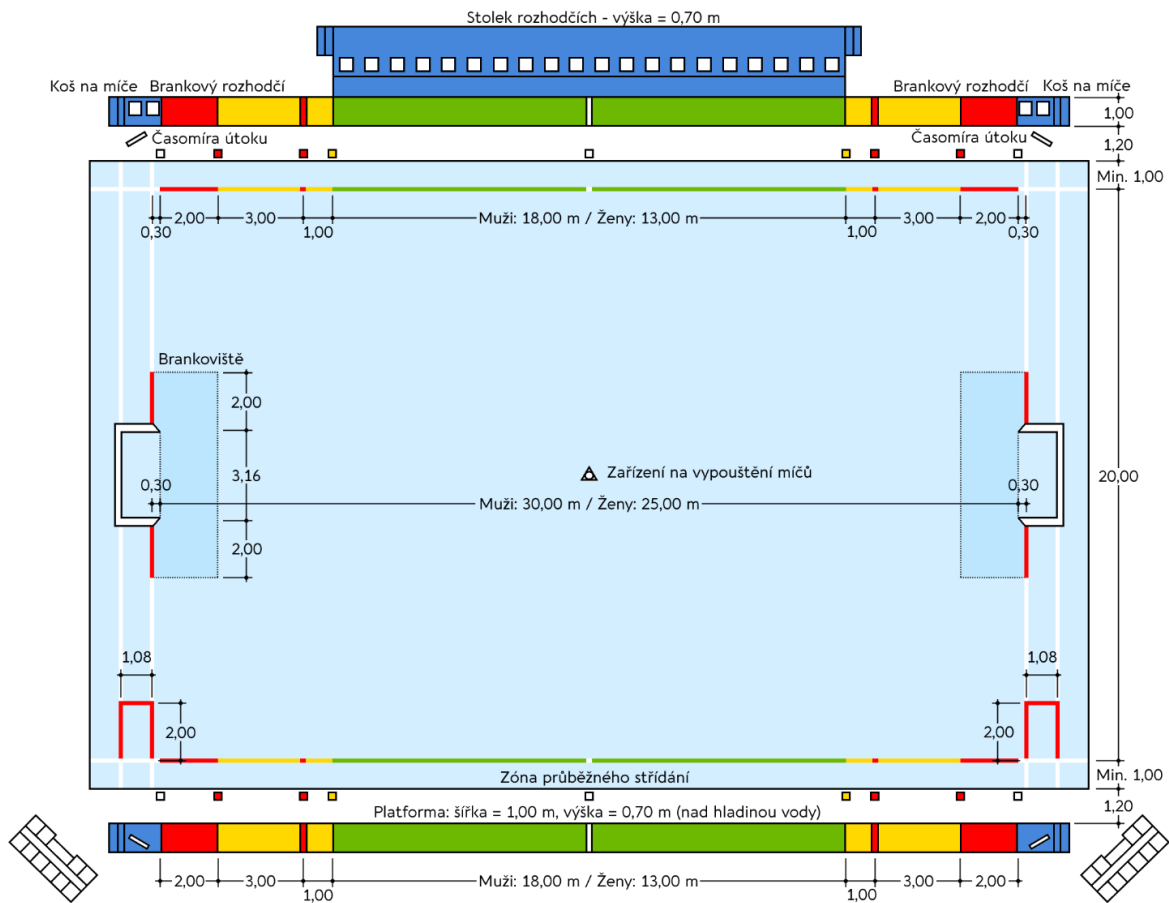 Stolek rozhodčích - výška = 0,70 m
Koš na míče
Brankový rozhodčí
Brankový rozhodčí
Koš na míče
1,00
Časomíra útoku
Časomíra útoku
1,20
Min. 1,00
2,00
3,00
Muži: 18,00 m / Ženy: 13,00 m
3,00
2,00
0,30
1,00
1,00
0,30
Brankoviště
2,00
3,16
Zařízení na vypouštění míčů
20,00
0,30
0,30
Muži: 30,00 m / Ženy: 25,00 m
2,00
1,08
1,08
2,00
2,00
Zóna průběžného střídání
Min. 1,00
1,20
Platforma: šířka = 1,00 m, výška = 0,70 m (nad hladinou vody)
2,00
3,00
Muži: 18,00 m / Ženy: 13,00 m
3,00
2,00
1,00
1,00